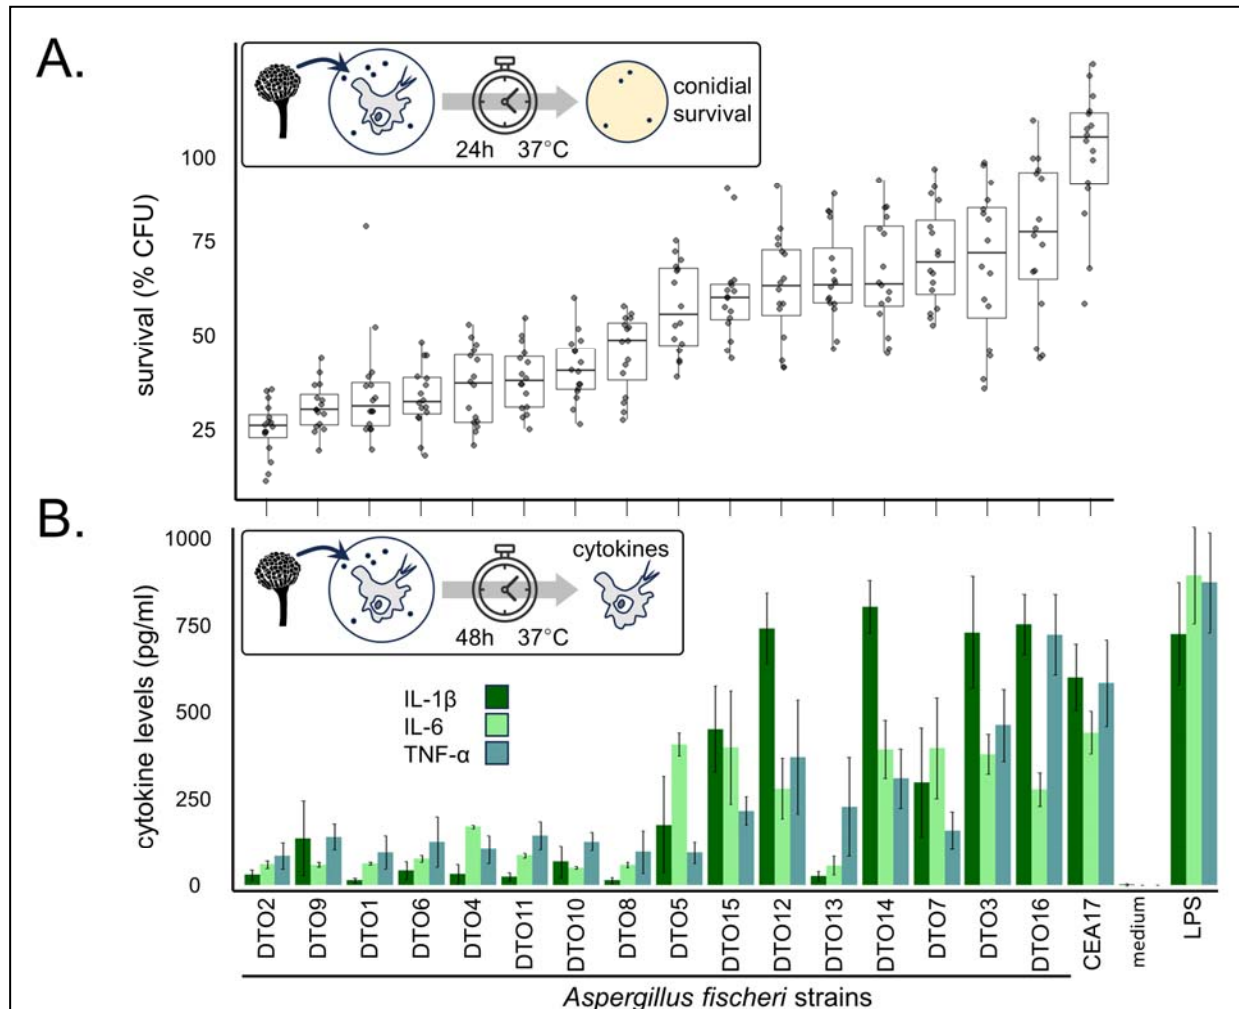 A.
conidial
survival
24h 37°C
survival (% CFU)
100
75
50
25
B.
cytokines
48h 37°C
cytokine levels (pg/ml)
1000
750
500
250
0
IL-1β
IL-6
TNF-α
DTO2
DTO9
DTO1
DTO6
DTO4
DTO11
DTO10
DTO8
DTO5
DTO15
DTO12
DTO13
DTO14
DTO7
DTO3
DTO16
CEA17
medium
LPS
Aspergillus fischeri strains